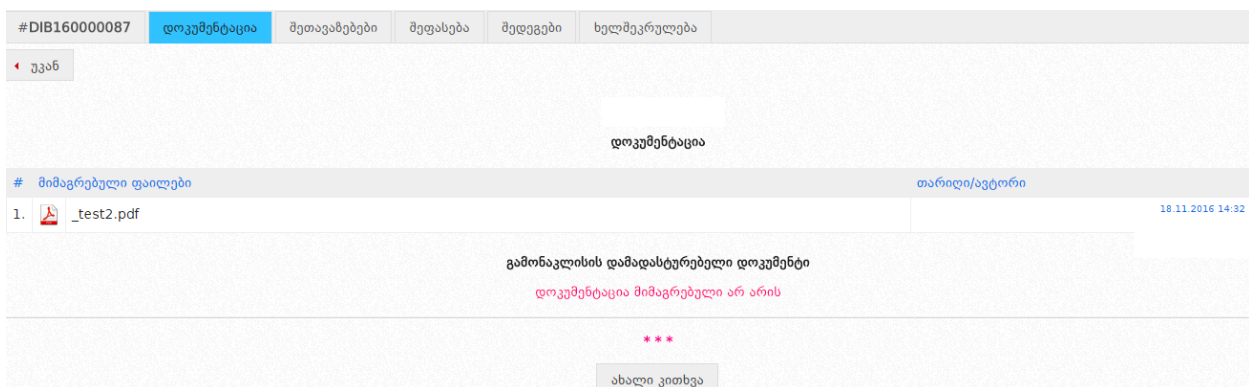 #DIB160000087 დოკუმენტაცია შეთავაზებები შეფასება შედეგები ხელშეკრულება
უკან
დოკუმენტაცია
# მიმაგრებული ფაილები თარიღი/ავტორი
1. _test2.pdf 18.11.2016 14:32
გამონაკლისის დამადასტურებელი დოკუმენტი
დოკუმენტაცია მიმაგრებული არ არის
***
ახალი კითხვა